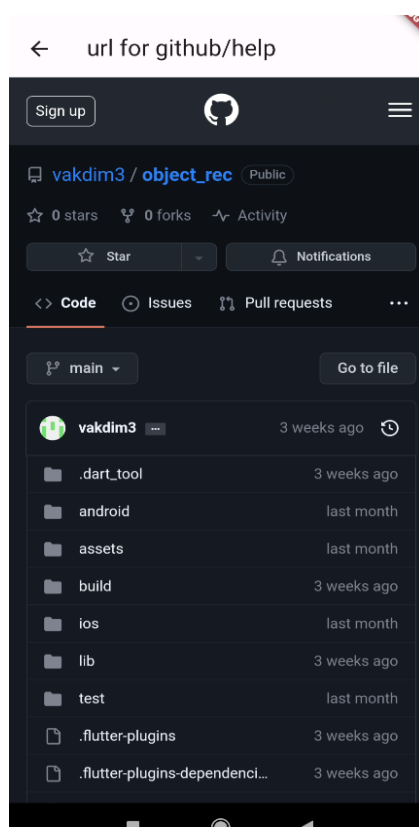 url for github/help
Sign up
vakdim3 / object_rec Public
0 stars 0 forks Activity
Star Notifications
Code Issues Pull requests ...
main Go to file
vakdim3 ... 3 weeks ago
.dart_tool 3 weeks ago
android last month
assets last month
build 3 weeks ago
ios last month
lib 3 weeks ago
test last month
.flutter-plugins 3 weeks ago
.flutter-plugins-dependenci... 3 weeks ago